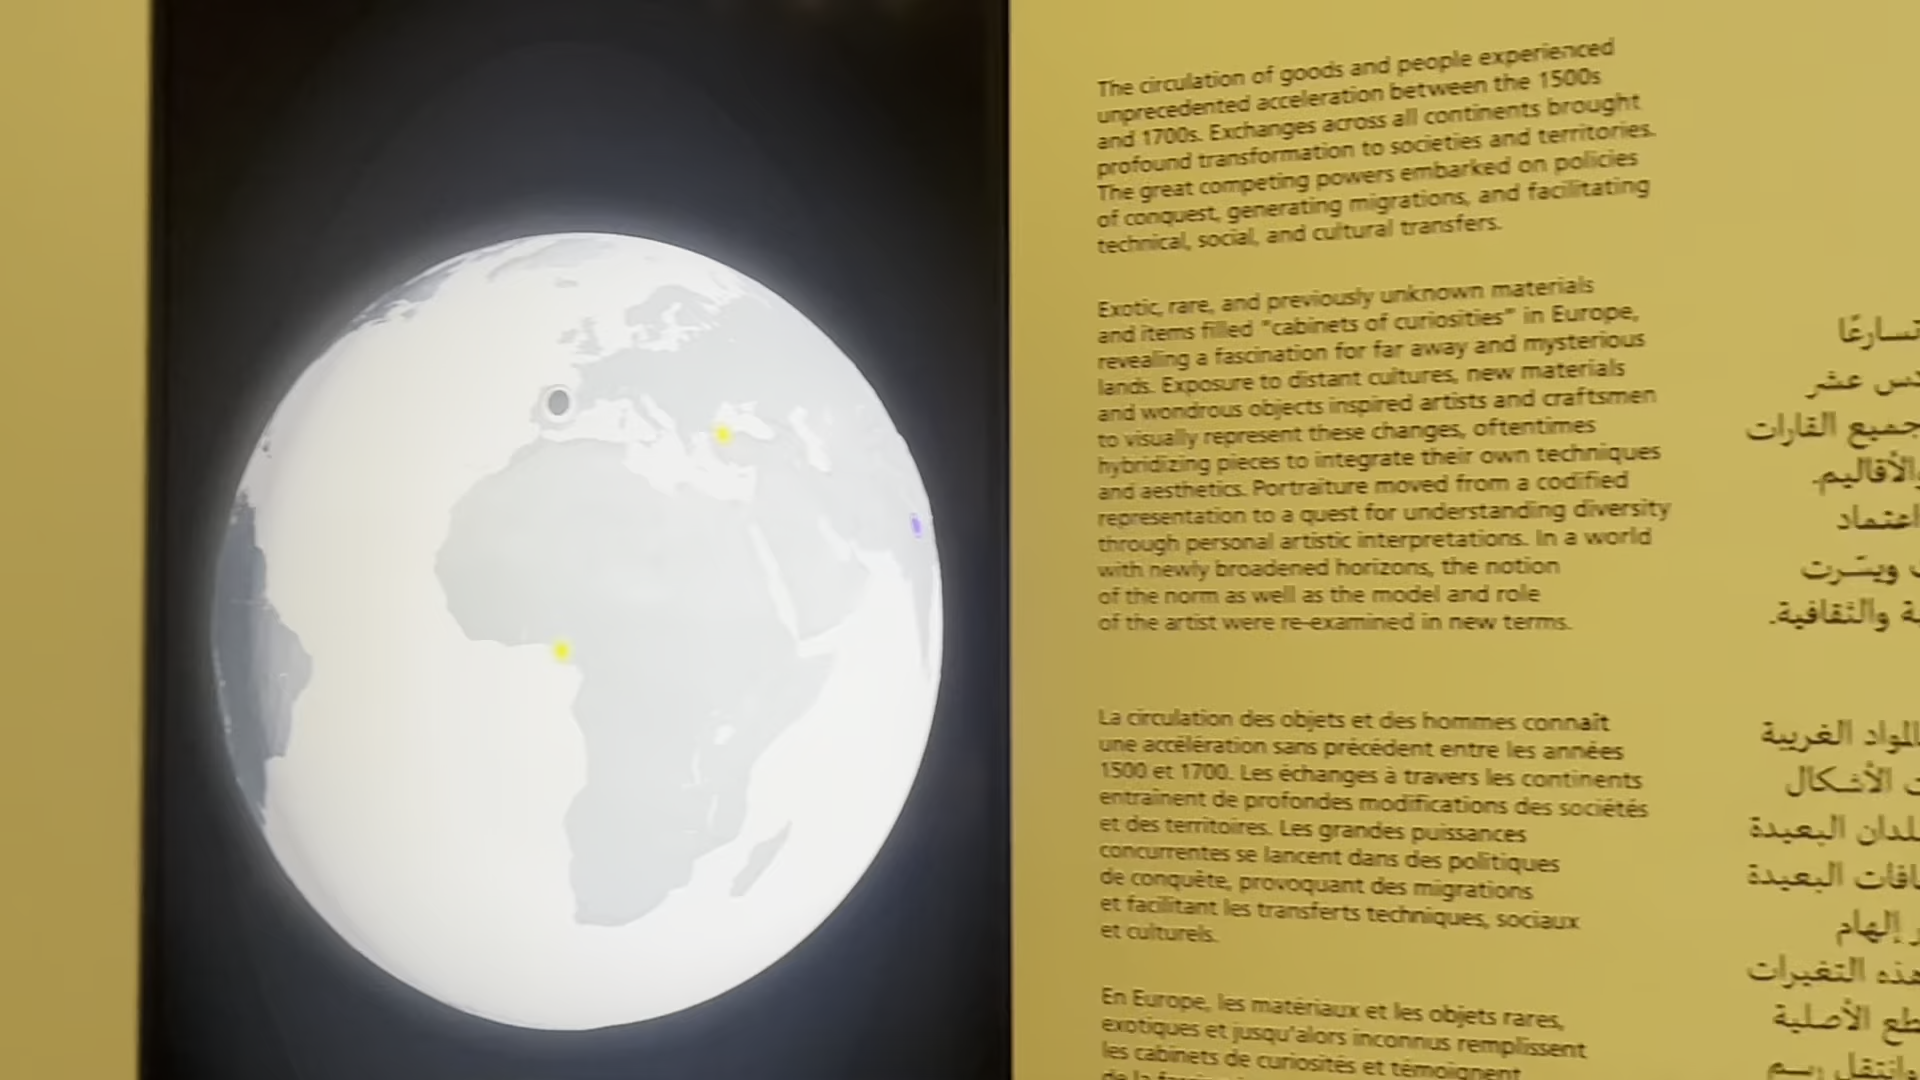 The circulation of goods and people experienced
unprecedented acceleration between the 1500s
and 1700s. Exchanges across all continents brought
profound transformation to societies and territories.
The great competing powers embarked on policies
of conquest, generating migrations, and facilitating
technical, social, and cultural transfers.
Exotic, rare, and previously unknown materials
and items filled "cabinets of curiosities" in Europe,
revealing a fascination for far away and mysterious
lands. Exposure to distant cultures, new materials
and wondrous objects inspired artists and craftsmen
to visually represent these changes, oftentimes
hybridizing pieces to integrate their own techniques
and aesthetics. Portraiture moved from a codified
representation to a quest for understanding diversity
through personal artistic interpretations. In a world
with newly broadened horizons, the notion
of the norm as well as the model and role
of the artist were re-examined in new terms.
La circulation des objets et des hommes connaît
une accélération sans précédent entre les années
1500 et 1700. Les échanges à travers les continents
entraînent de profondes modifications des sociétés
et des territoires. Les grandes puissances
concurrentes se lancent dans des politiques
de conquête, provoquant des migrations
et facilitant les transferts techniques, sociaux
et culturels.
En Europe, les matériaux et les objets rares,
exotiques et jusqu'alors inconnus remplissent
les cabinets de curiosités et témoignent
de la
تسارعًا
عشر
جميع القارات
والأقاليم.
اعتماد
ويسّرت
والثقافية.
المواد الغريبة
الأشكال
البعيدة
البعيدة
إلهام
هذه التغيرات
الأصلية
وانتقل رسم